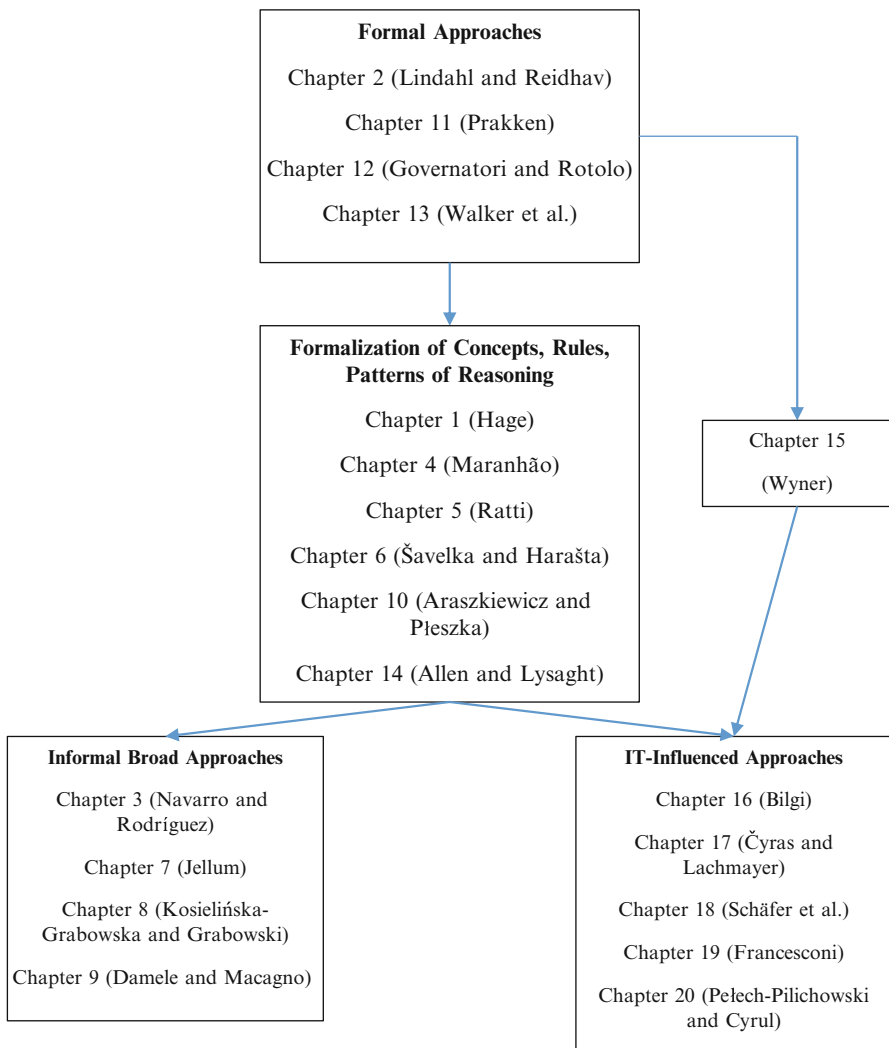 Formal Approaches
Chapter 2 (Lindahl and Reidhav)
Chapter 11 (Prakken)
Chapter 12 (Governatori and Rotolo)
Chapter 13 (Walker et al.)
Formalization of Concepts, Rules,
Patterns of Reasoning
Chapter 1 (Hage)
Chapter 4 (Maranhão)
Chapter 5 (Ratti)
Chapter 6 (Šavelka and Harašta)
Chapter 10 (Araszkiewicz and
Płeszka)
Chapter 14 (Allen and Lysaght)
Chapter 15
(Wyner)
Informal Broad Approaches
Chapter 3 (Navarro and
Rodríguez)
Chapter 7 (Jellum)
Chapter 8 (Kosielińska-
Grabowska and Grabowski)
Chapter 9 (Damele and Macagno)
IT-Influenced Approaches
Chapter 16 (Bilgi)
Chapter 17 (Čyras and
Lachmayer)
Chapter 18 (Schäfer et al.)
Chapter 19 (Francesconi)
Chapter 20 (Pełech-Pilichowski
and Cyrul)